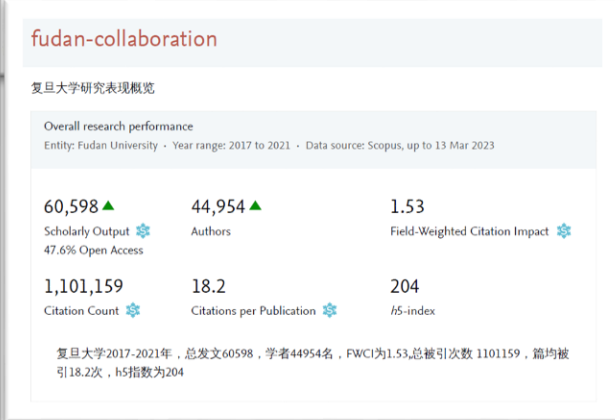 fudan-collaboration
复旦大学研究表现概览
Overall research performance
Entity: Fudan University · Year range: 2017 to 2021 · Data source: Scopus, up to 13 Mar 2023
60,598 44,954 1.53
Scholarly Output Authors Field-Weighted Citation Impact
47.6% Open Access
1,101,159 18.2 204
Citation Count Citations per Publication h5-index
复旦大学2017-2021年，总发文60598，学者44954名，FWCI为1.53,总被引次数 1101159，篇均被
引18.2次，h5指数为204